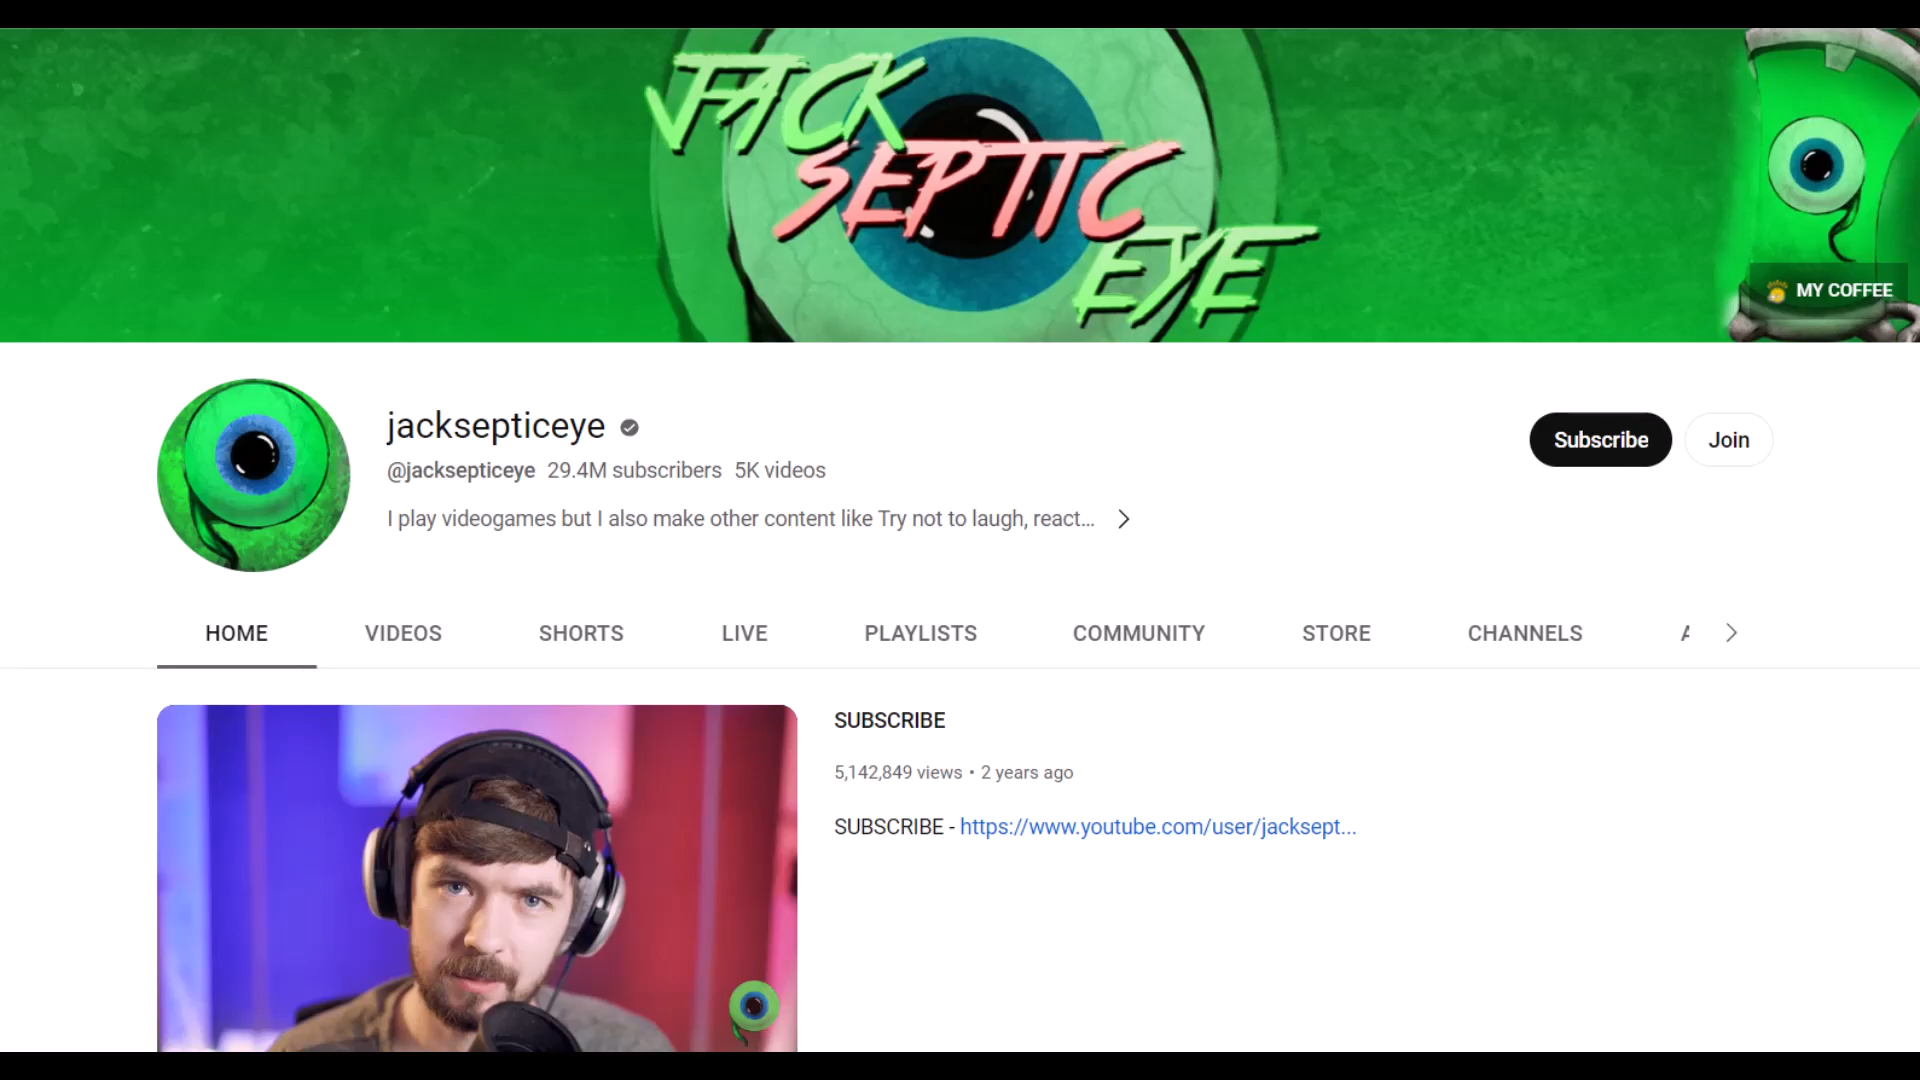 JACK
SEPTIC
EYE
MY COFFEE
jacksepticeye
@jacksepticeye 29.4M subscribers 5K videos
Subscribe
Join
I play videogames but I also make other content like Try not to laugh, react...
HOME VIDEOS SHORTS LIVE PLAYLISTS COMMUNITY STORE CHANNELS
SUBSCRIBE
5,142,849 views • 2 years ago
SUBSCRIBE - https://www.youtube.com/user/jacksept...